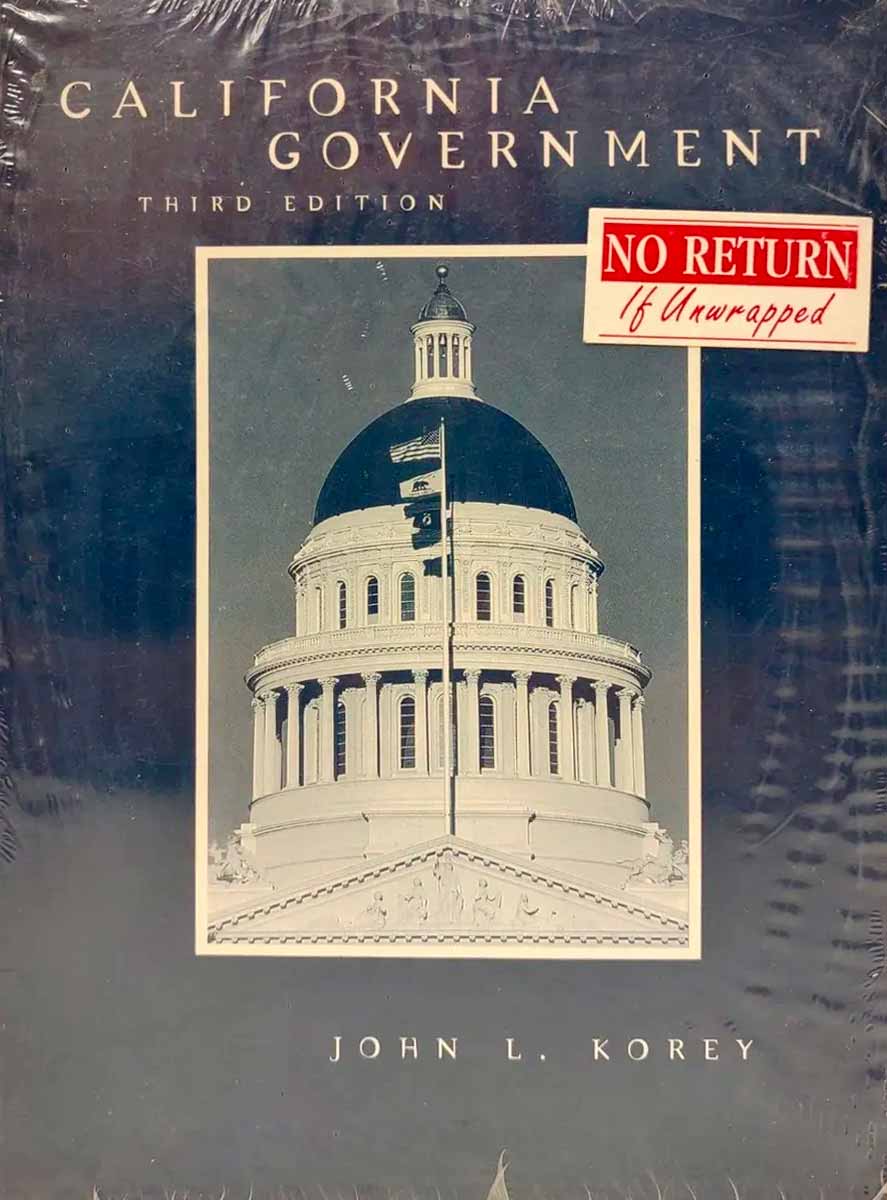 CALIFORNIA
GOVERNMENT
THIRD EDITION
NO RETURN
If Unwrapped
JOHN L. KOREY